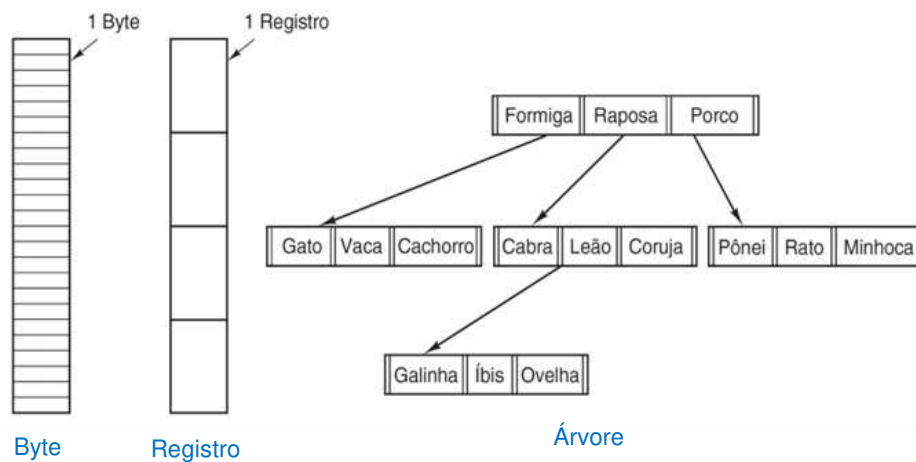 1 Byte
1 Registro
Formiga Raposa Porco
Gato Vaca Cachorro
Cabra Leão Coruja
Pônei Rato Minhoca
Galinha Íbis Ovelha
Byte
Registro
Árvore